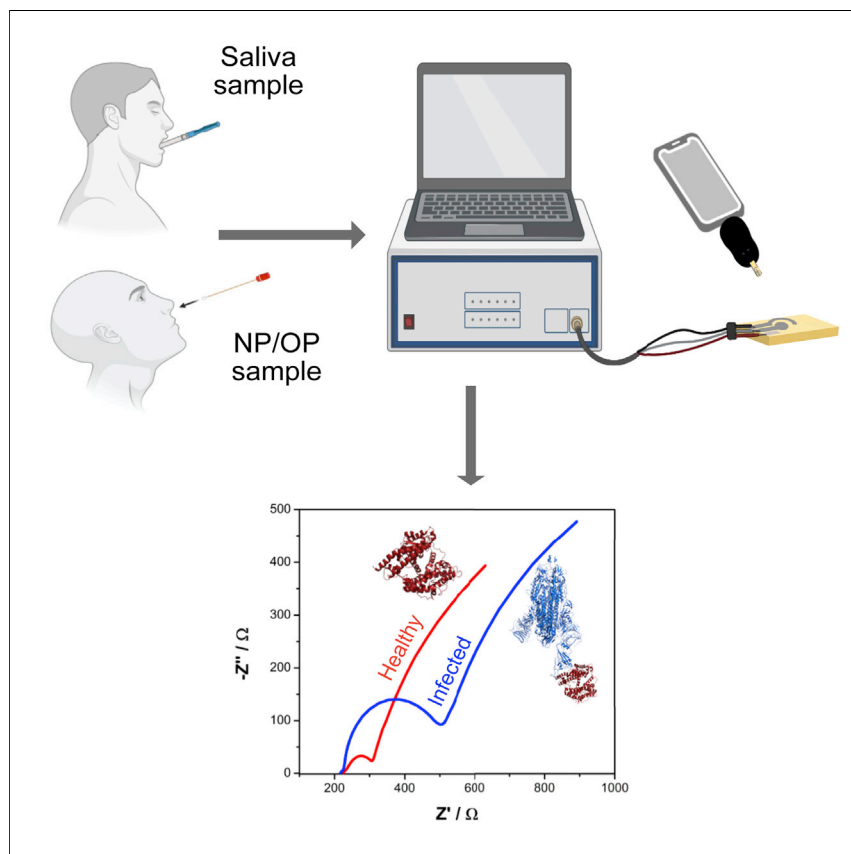 Saliva
sample
NP/OP
sample
500
400
300
200
100
0
-Z'' / Ω
Healthy
Infected
200
400
600
800
1000
Z' / Ω